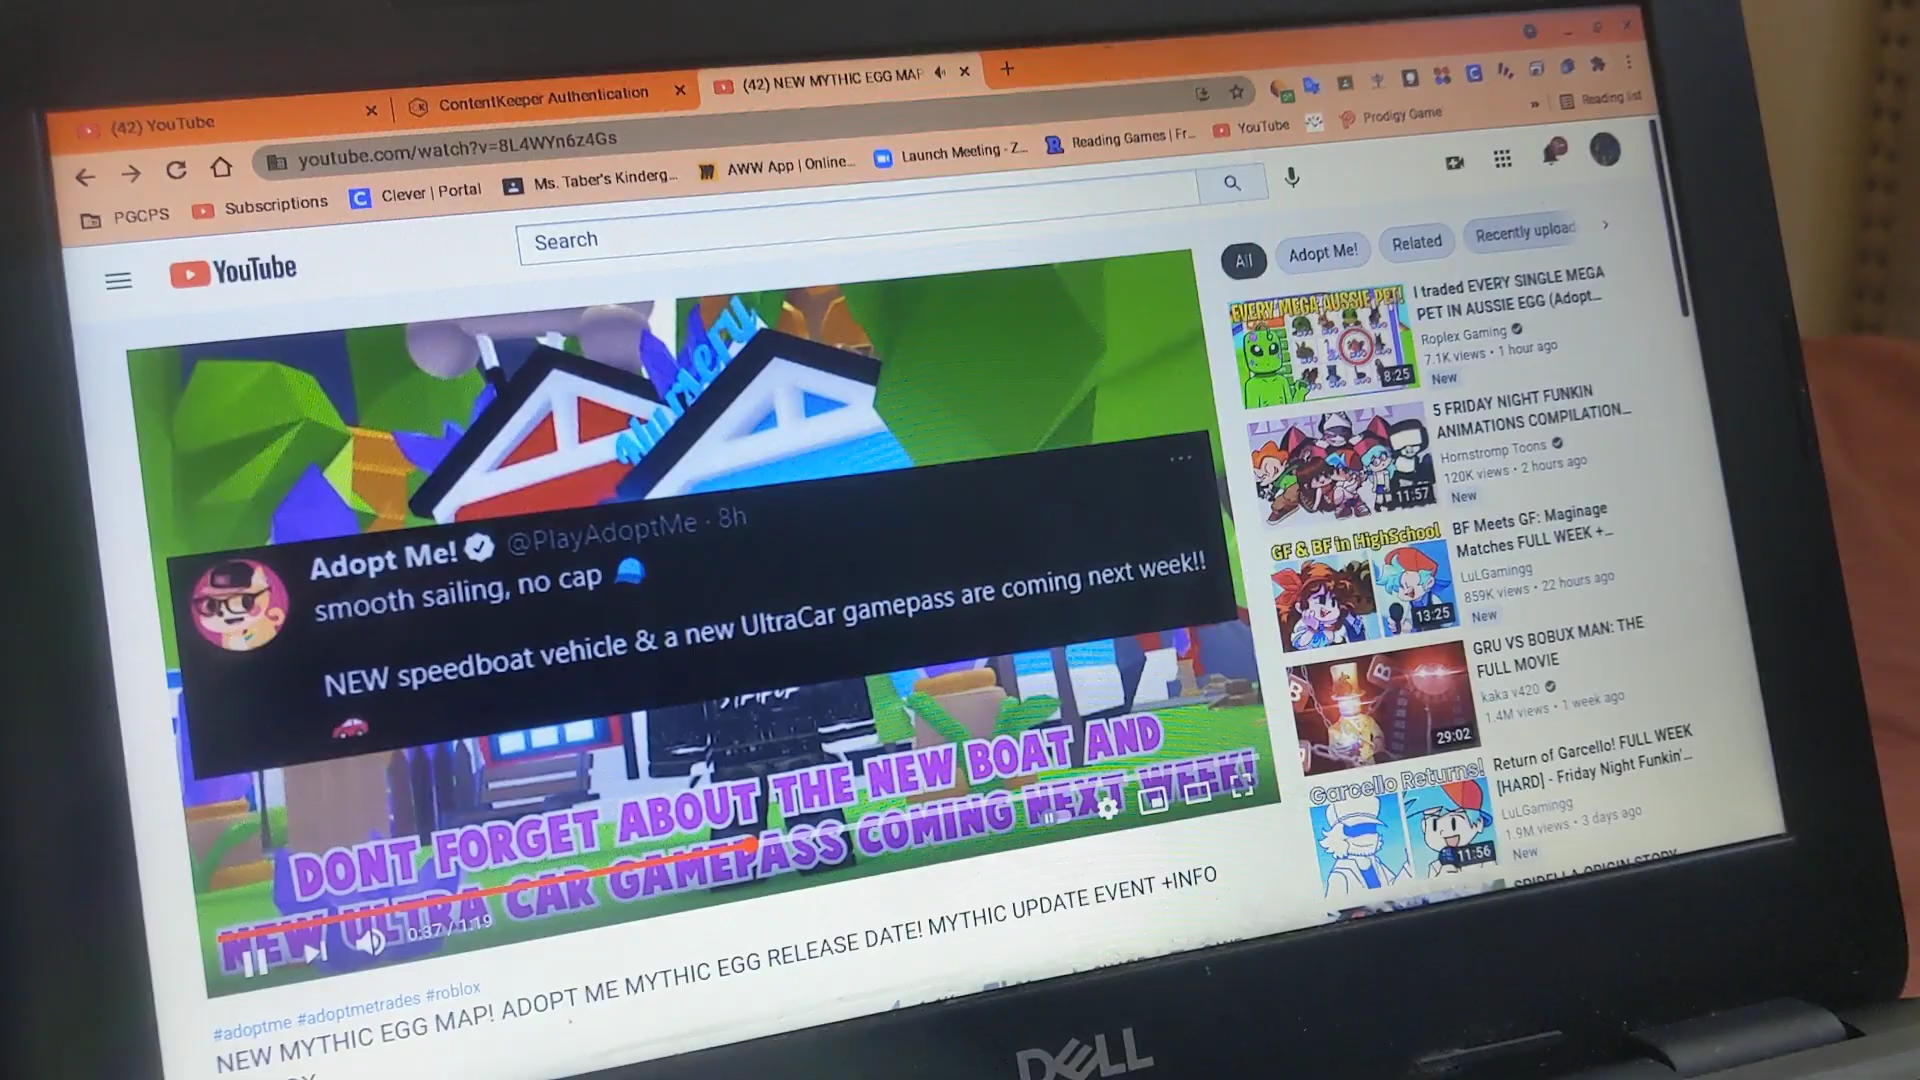 (42) YouTube
ContentKeeper Authentication
(42) NEW MYTHIC EGG MAP
youtube.com/watch?v=8L4WYn6z4Gs
PGCPS
Subscriptions
Clever | Portal
Ms. Taber's Kinderg...
AWW App | Online...
Launch Meeting - Z...
Reading Games | Fr...
YouTube
Prodigy Game
»
Reading list
YouTube
Search
All
Adopt Me!
Related
Recently upload
Nursery
Adopt Me! @PlayAdoptMe · 8h
smooth sailing, no cap
NEW speedboat vehicle & a new UltraCar gamepass are coming next week!!
DONT FORGET ABOUT THE NEW BOAT AND
NEW ULTRA CAR GAMEPASS COMING NEXT WEEK!
0:37 / 1:19
#adoptme #adoptmetrades #roblox
NEW MYTHIC EGG MAP! ADOPT ME MYTHIC EGG RELEASE DATE! MYTHIC UPDATE EVENT +INFO
EVERY MEGA AUSSIE PET!
8:25
I traded EVERY SINGLE MEGA
PET IN AUSSIE EGG (Adopt...
Roplex Gaming
7.1K views • 1 hour ago
New
11:57
5 FRIDAY NIGHT FUNKIN
ANIMATIONS COMPILATION...
Hornstromp Toons
120K views • 2 hours ago
New
GF & BF in HighSchool
13:25
BF Meets GF: Maginage
Matches FULL WEEK +...
LuLGamingg
859K views • 22 hours ago
New
29:02
GRU VS BOBUX MAN: THE
FULL MOVIE
kaka v420
1.4M views • 1 week ago
Garcello Returns!
11:56
Return of Garcello! FULL WEEK
[HARD] - Friday Night Funkin'...
LuLGamingg
1.9M views • 3 days ago
New
DELL